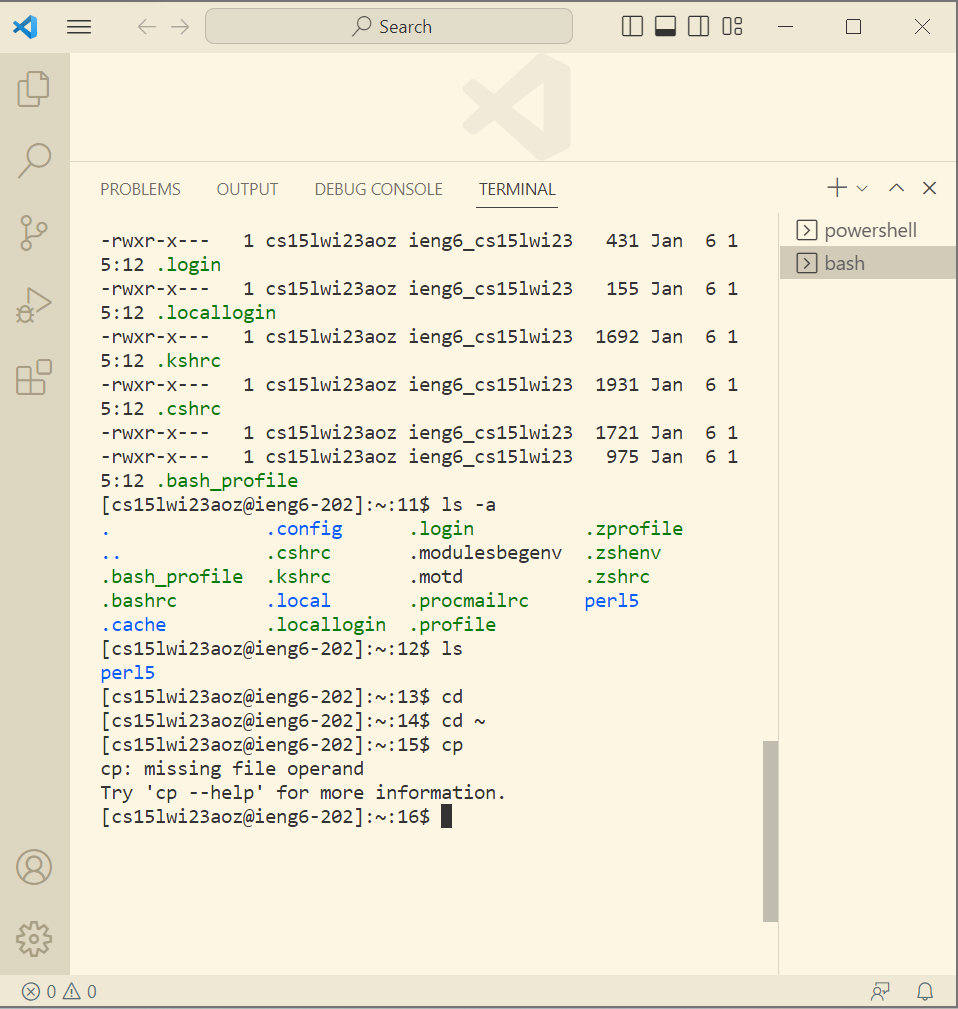 Search
PROBLEMS OUTPUT DEBUG CONSOLE TERMINAL
powershell
bash
-rwxr-x---   1 cs15lwi23aoz ieng6_cs15lwi23   431 Jan  6 1
5:12 .login
-rwxr-x---   1 cs15lwi23aoz ieng6_cs15lwi23   155 Jan  6 1
5:12 .locallogin
-rwxr-x---   1 cs15lwi23aoz ieng6_cs15lwi23  1692 Jan  6 1
5:12 .kshrc
-rwxr-x---   1 cs15lwi23aoz ieng6_cs15lwi23  1931 Jan  6 1
5:12 .cshrc
-rwxr-x---   1 cs15lwi23aoz ieng6_cs15lwi23  1721 Jan  6 1
-rwxr-x---   1 cs15lwi23aoz ieng6_cs15lwi23   975 Jan  6 1
5:12 .bash_profile
[cs15lwi23aoz@ieng6-202]:~:11$ ls -a
.              .config      .login          .zprofile
..             .cshrc       .modulesbegenv  .zshenv
.bash_profile  .kshrc       .motd           .zshrc
.bashrc        .local       .procmailrc     perl5
.cache         .locallogin  .profile
[cs15lwi23aoz@ieng6-202]:~:12$ ls
perl5
[cs15lwi23aoz@ieng6-202]:~:13$ cd
[cs15lwi23aoz@ieng6-202]:~:14$ cd ~
[cs15lwi23aoz@ieng6-202]:~:15$ cp
cp: missing file operand
Try 'cp --help' for more information.
[cs15lwi23aoz@ieng6-202]:~:16$
0 0